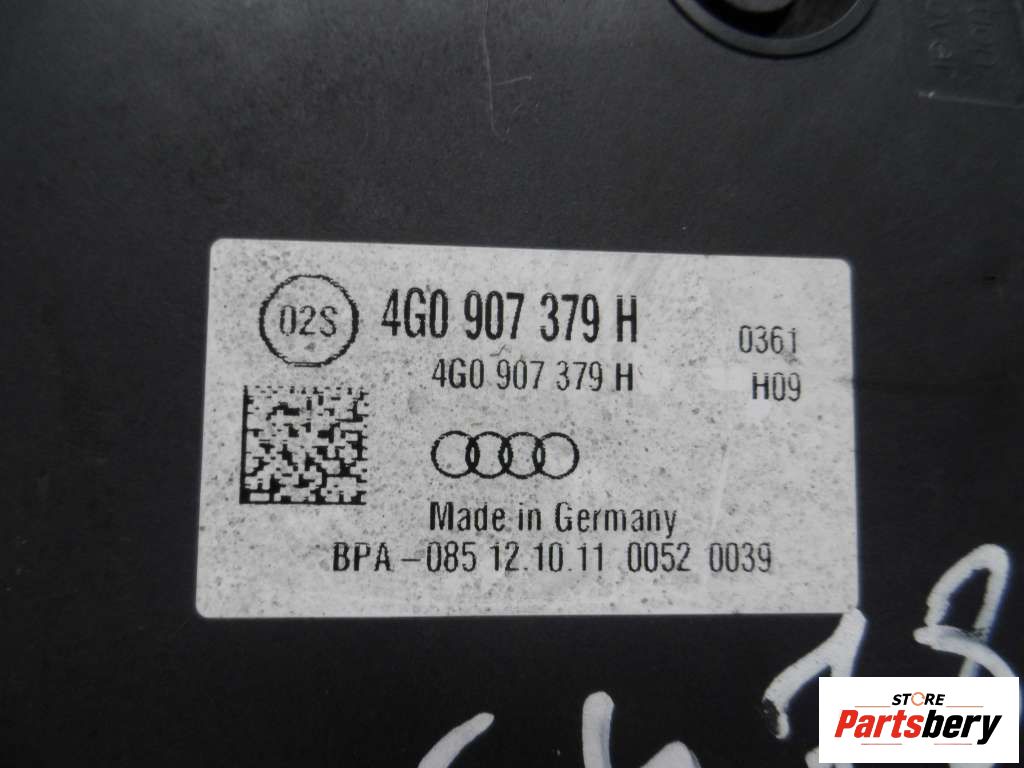 02S 4G0 907 379 H 0361
4G0 907 379 H H09
Made in Germany
BPA-085 12.10.11 0052 0039
STORE
Partsbery